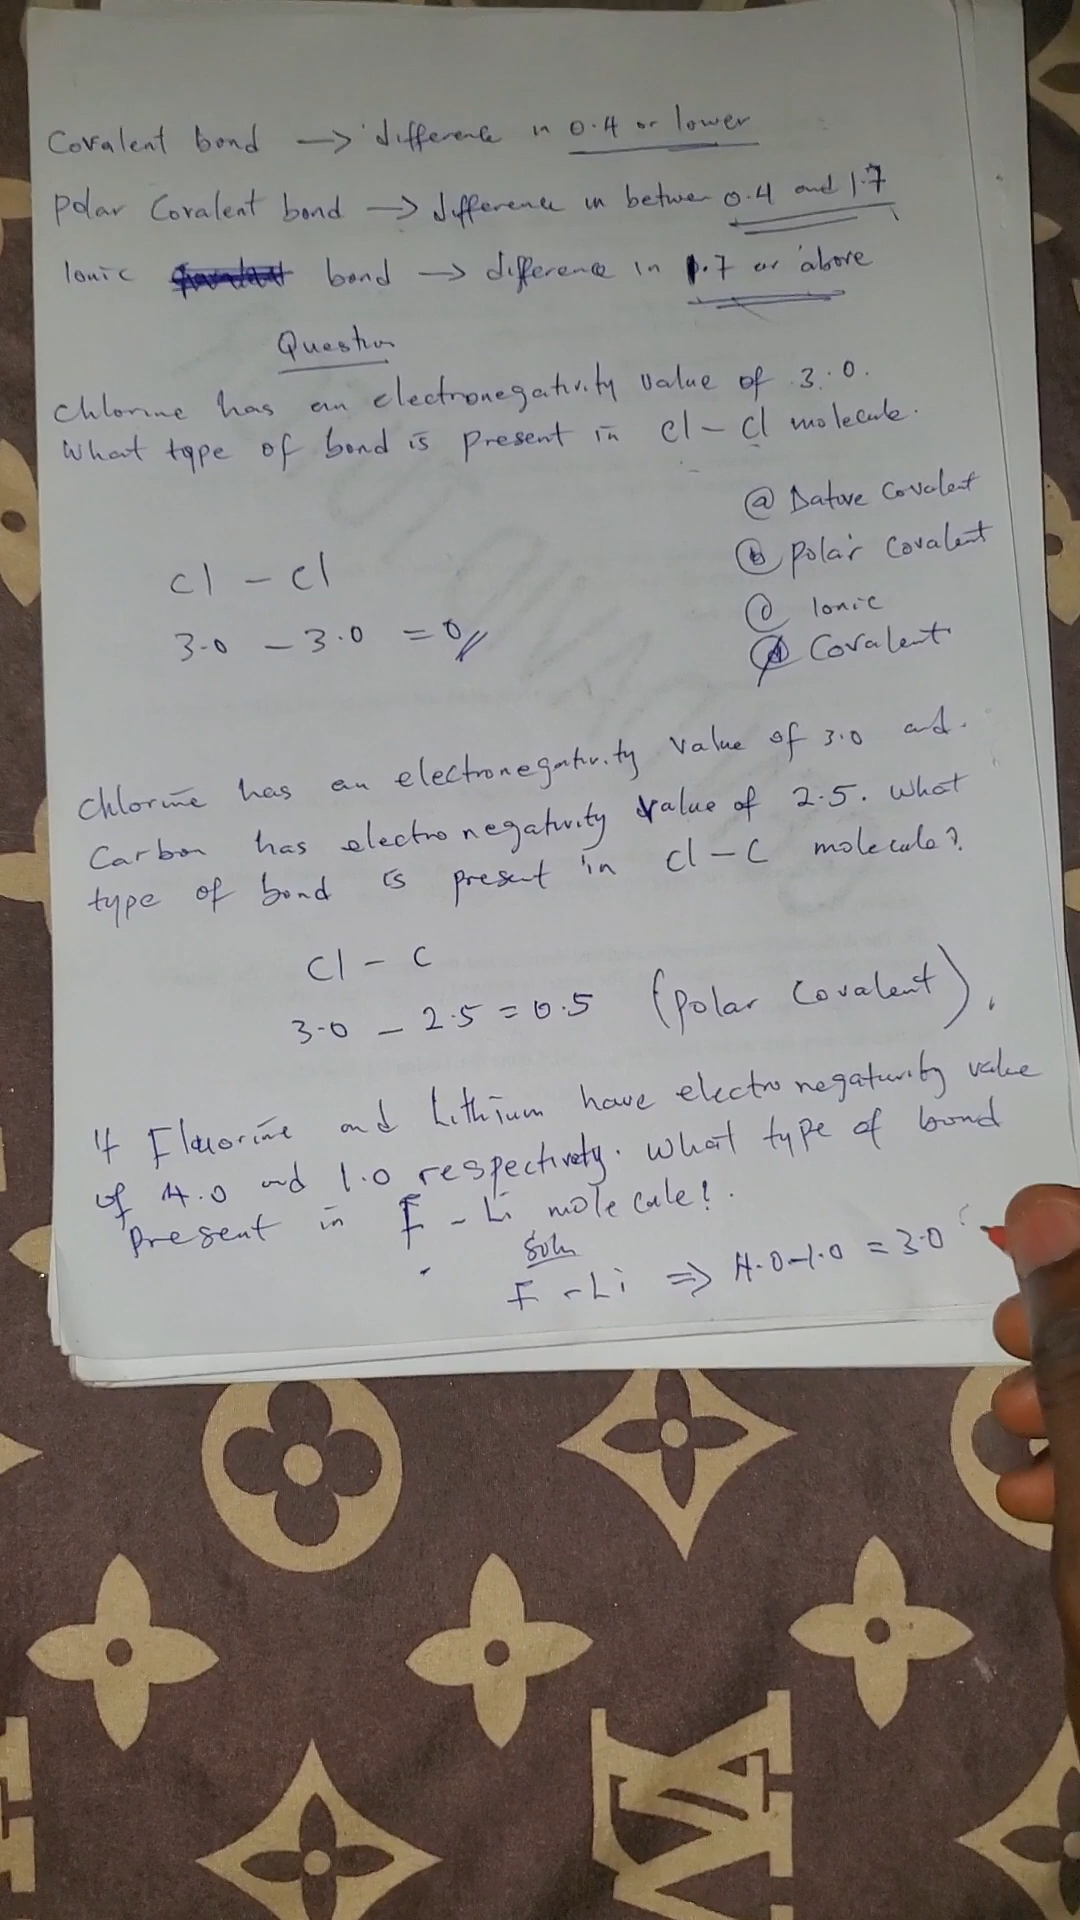 Covalent bond → difference in 0.4 or lower
Polar Covalent bond → difference in between 0.4 and 1.7
Ionic bond → difference in 1.7 or above
Question
Chlorine has an electronegativity value of 3.0.
What type of bond is present in Cl - Cl molecule.
(a) Dative Covalent
(b) Polar Covalent
(c) Ionic
(d) Covalent
Cl - Cl
3.0 - 3.0 = 0//
Chlorine has an electronegativity value of 3.0 and
Carbon has electronegativity value of 2.5. What
type of bond is present in Cl - C molecule?
Cl - C
3.0 - 2.5 = 0.5 (Polar Covalent).
If Fluorine and Lithium have electronegativity value
of 4.0 and 1.0 respectively. What type of bond
Present in F - Li molecule?.
Soln
F - Li ⇒ 4.0-1.0 = 3.0